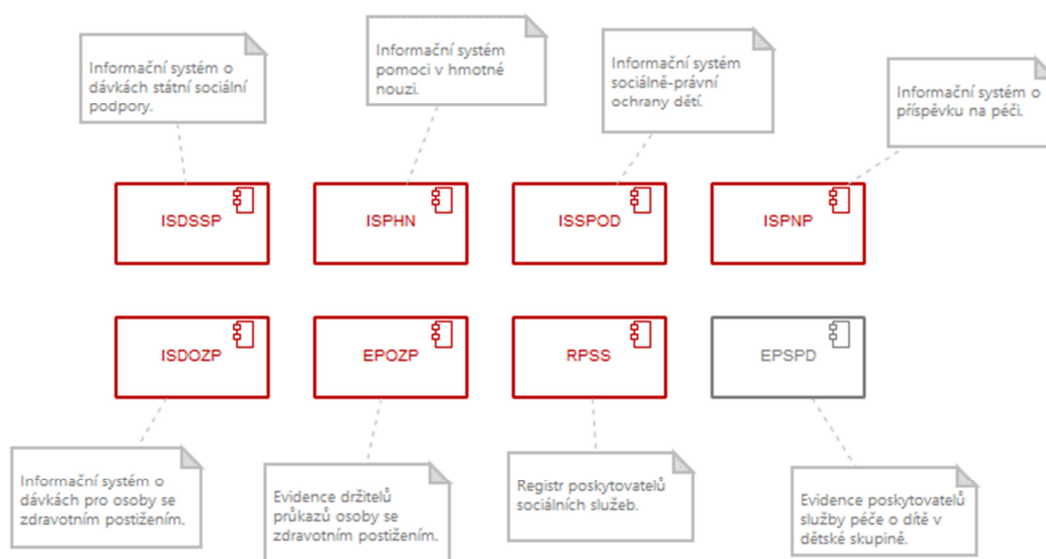 Informační systém o
dávkách státní sociální
podpory.
Informační systém
pomoci v hmotné
nouzi.
Informační systém
sociálně-právní
ochrany dětí.
Informační systém o
příspěvku na péči.
ISDSSP
ISPHN
ISSPOD
ISPNP
ISDOZP
EPOZP
RPSS
EPSPD
Informační systém o
dávkách pro osoby se
zdravotním postižením.
Evidence držitelů
průkazů osoby se
zdravotním postižením.
Registr poskytovatelů
sociálních služeb.
Evidence poskytovatelů
služby péče o dítě v
dětské skupině.